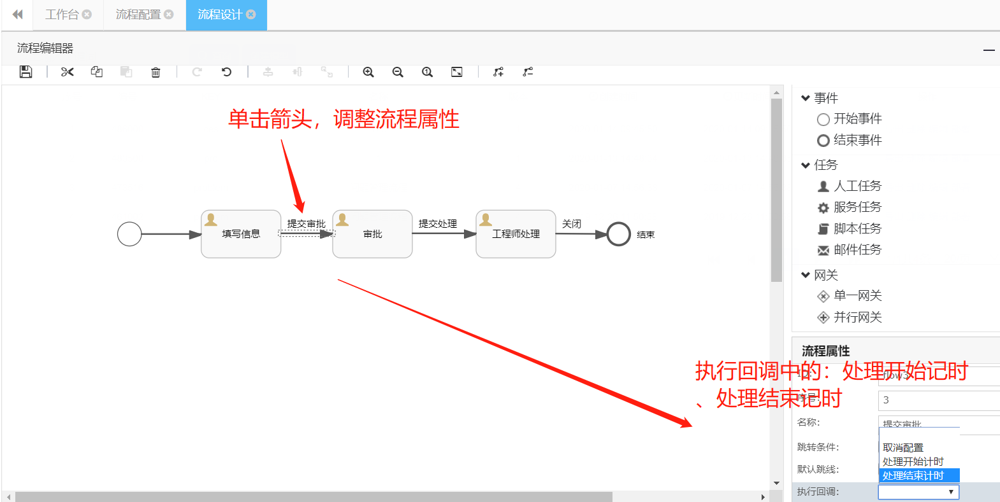 工作台
流程配置
流程设计
流程编辑器
单击箭头，调整流程属性
填写信息
提交审批
审批
提交处理
工程师处理
关闭
结束
事件
开始事件
结束事件
任务
人工任务
服务任务
脚本任务
邮件任务
网关
单一网关
并行网关
流程属性
执行回调中的：处理开始记时
、处理结束记时
ID:
flow3
序号:
3
名称:
提交审批
跳转条件:
取消配置
处理开始计时
默认跳线:
处理结束计时
执行回调: